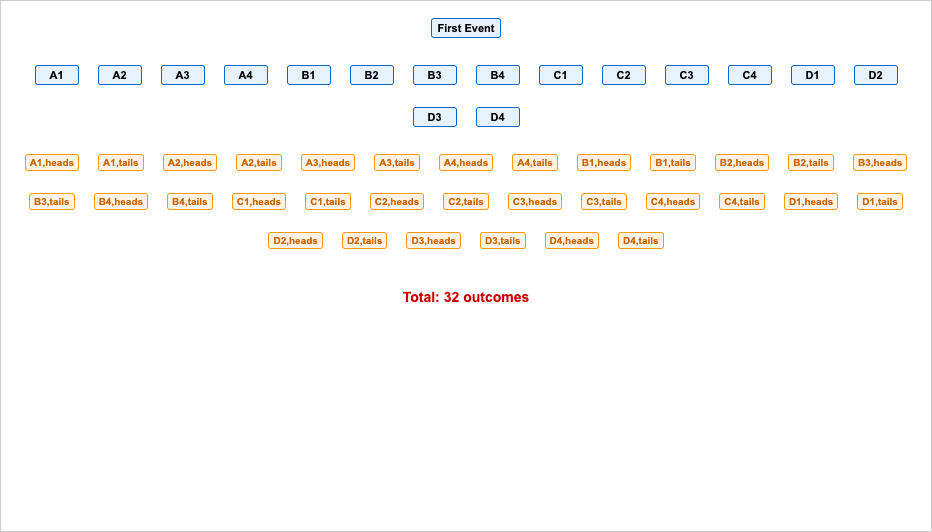 First Event
A1 A2 A3 A4 B1 B2 B3 B4 C1 C2 C3 C4 D1 D2
D3 D4
A1,heads A1,tails A2,heads A2,tails A3,heads A3,tails A4,heads A4,tails B1,heads B1,tails B2,heads B2,tails B3,heads
B3,tails B4,heads B4,tails C1,heads C1,tails C2,heads C2,tails C3,heads C3,tails C4,heads C4,tails D1,heads D1,tails
D2,heads D2,tails D3,heads D3,tails D4,heads D4,tails
Total: 32 outcomes